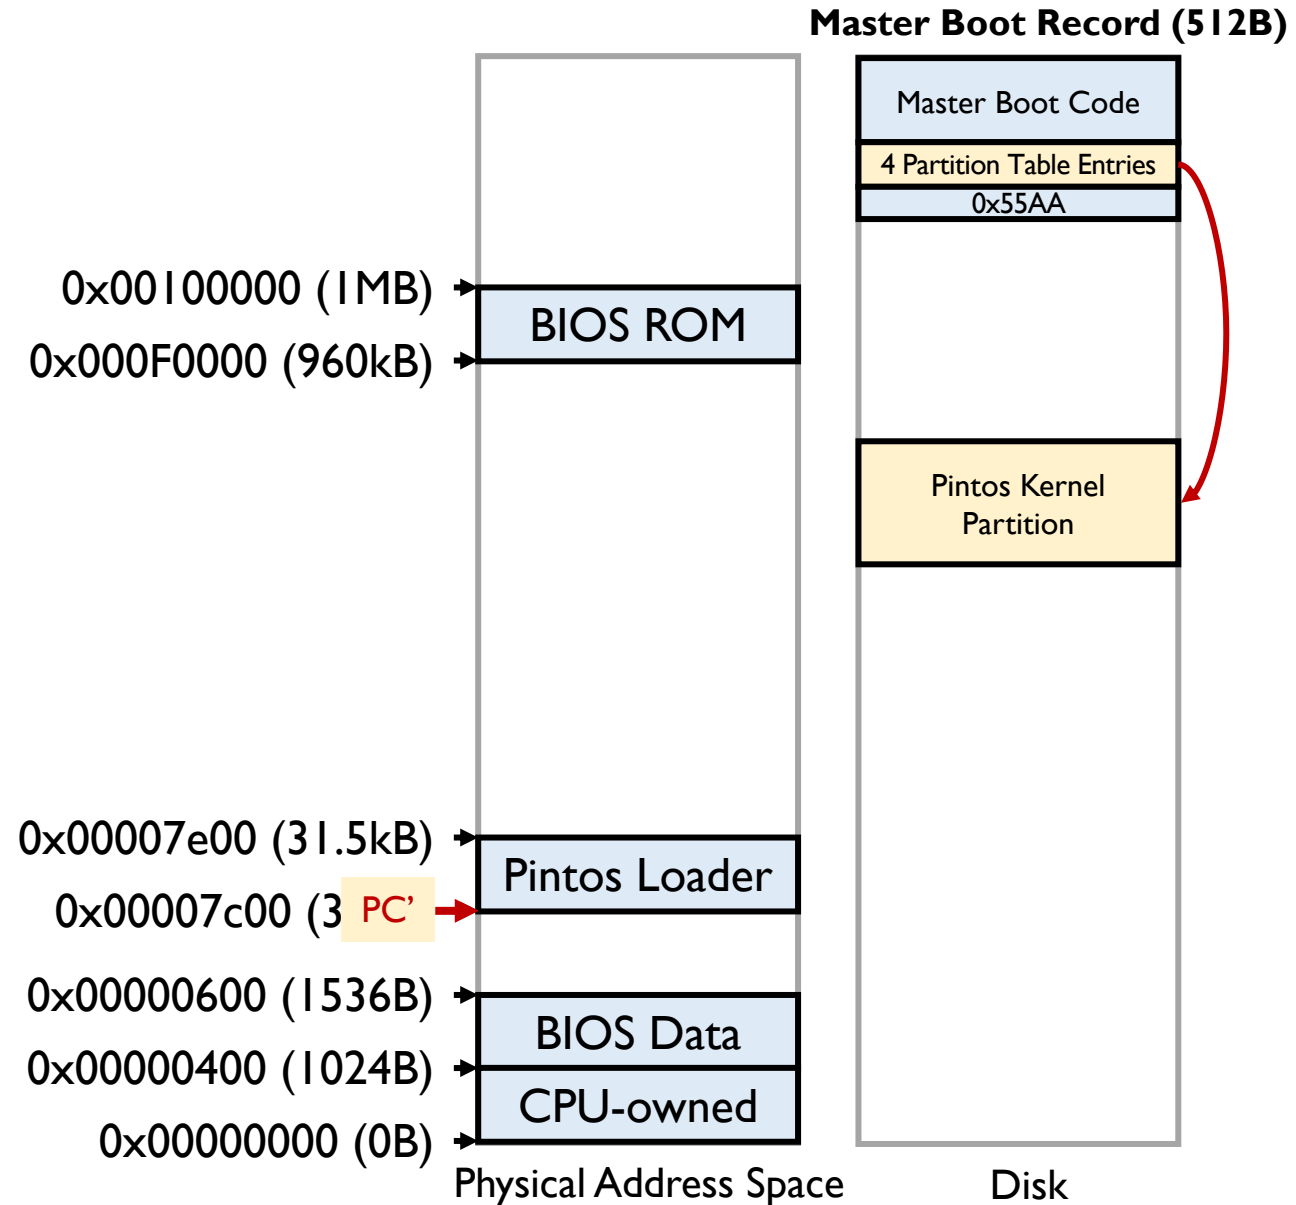 Master Boot Record (512B)
Master Boot Code
4 Partition Table Entries
0x55AA
0x00100000 (1MB)
BIOS ROM
0x000F0000 (960kB)
Pintos Kernel
Partition
0x00007e00 (31.5kB)
Pintos Loader
0x00007c00 (3
PC’
0x00000600 (1536B)
BIOS Data
0x00000400 (1024B)
CPU-owned
0x00000000 (0B)
Physical Address Space
Disk